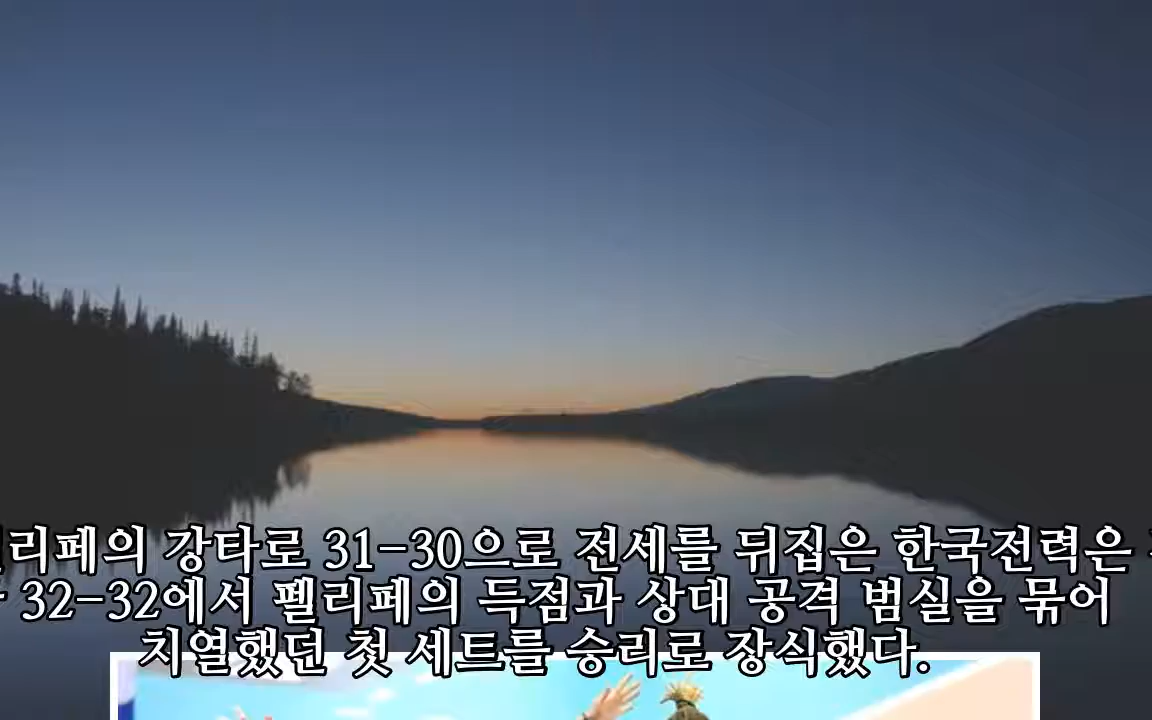 리페의 강타로 31-30으로 전세를 뒤집은 한국전력은
32-32에서 펠리페의 득점과 상대 공격 범실을 묶어
치열했던 첫 세트를 승리로 장식했다.